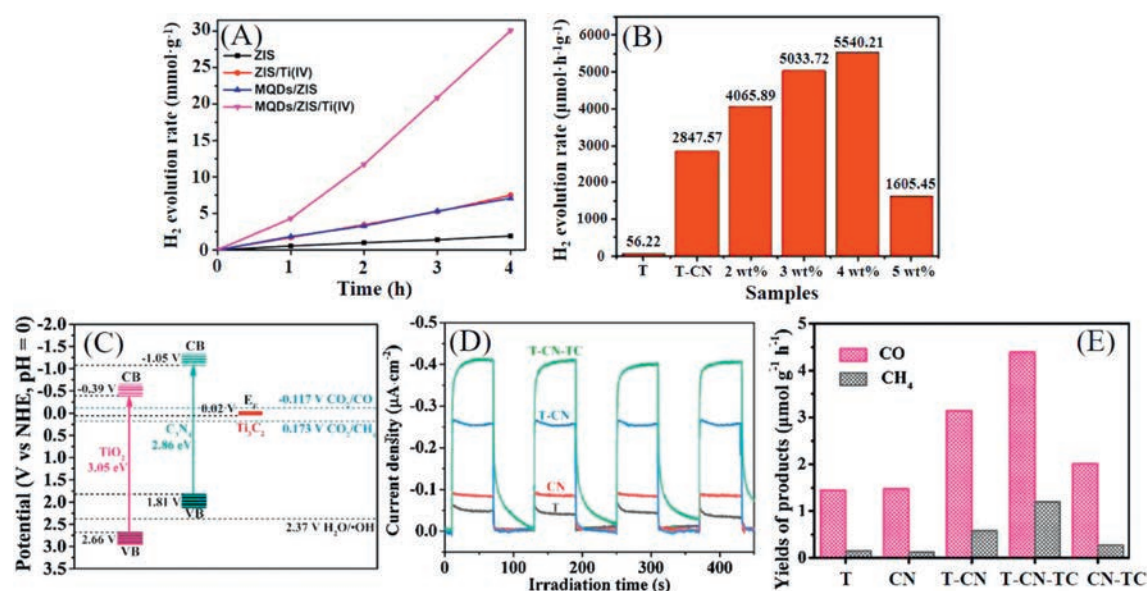 (A)
H₂ evolution rate (mmol·g⁻¹)
30
25
20
15
10
5
0
ZIS
ZIS/Ti(IV)
MQDs/ZIS
MQDs/ZIS/Ti(IV)
0 1 2 3 4
Time (h)
(B)
H₂ evolution rate (μmol·h⁻¹g⁻¹)
6000
5000
4000
3000
2000
1000
0
56.22
2847.57
4065.89
5033.72
5540.21
1605.45
T T-CN 2 wt% 3 wt% 4 wt% 5 wt%
Samples
(C)
Potential (V vs NHE, pH = 0)
-2.0
-1.5
-1.0
-0.5
0.0
0.5
1.0
1.5
2.0
2.5
3.0
3.5
CB
-1.05 V
CB
-0.39 V
-0.117 V CO₂/CO
-0.02 V
Ti₃C₂
0.173 V CO₂/CH₄
C₃N₄
2.86 eV
TiO₂
3.05 eV
1.81 V
VB
2.37 V H₂O/•OH
2.66 V
VB
(D)
Current density (μA·cm⁻²)
-0.5
-0.4
-0.3
-0.2
-0.1
0.0
T-CN-TC
T-CN
CN
T
0 100 200 300 400
Irradiation time (s)
(E)
Yields of products (μmol g⁻¹ h⁻¹)
5
4
3
2
1
0
CO
CH₄
T CN T-CN T-CN-TC CN-TC